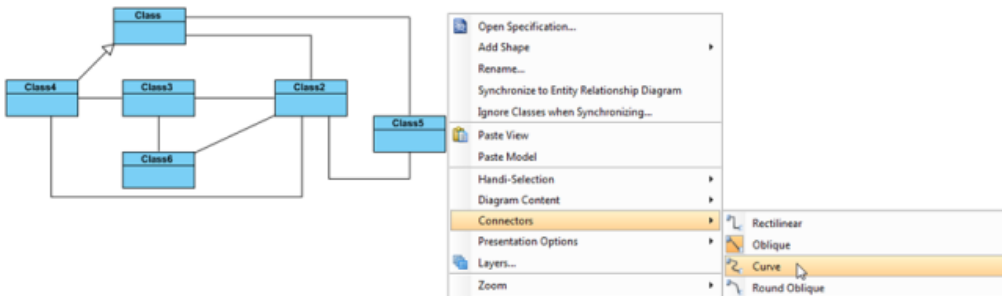 Class
Class4
Class3
Class2
Class5
Class6
Open Specification...
Add Shape
Rename...
Synchronize to Entity Relationship Diagram
Ignore Classes when Synchronizing...
Paste View
Paste Model
Handi-Selection
Diagram Content
Connectors
Presentation Options
Layers...
Zoom
Rectilinear
Oblique
Curve
Round Oblique